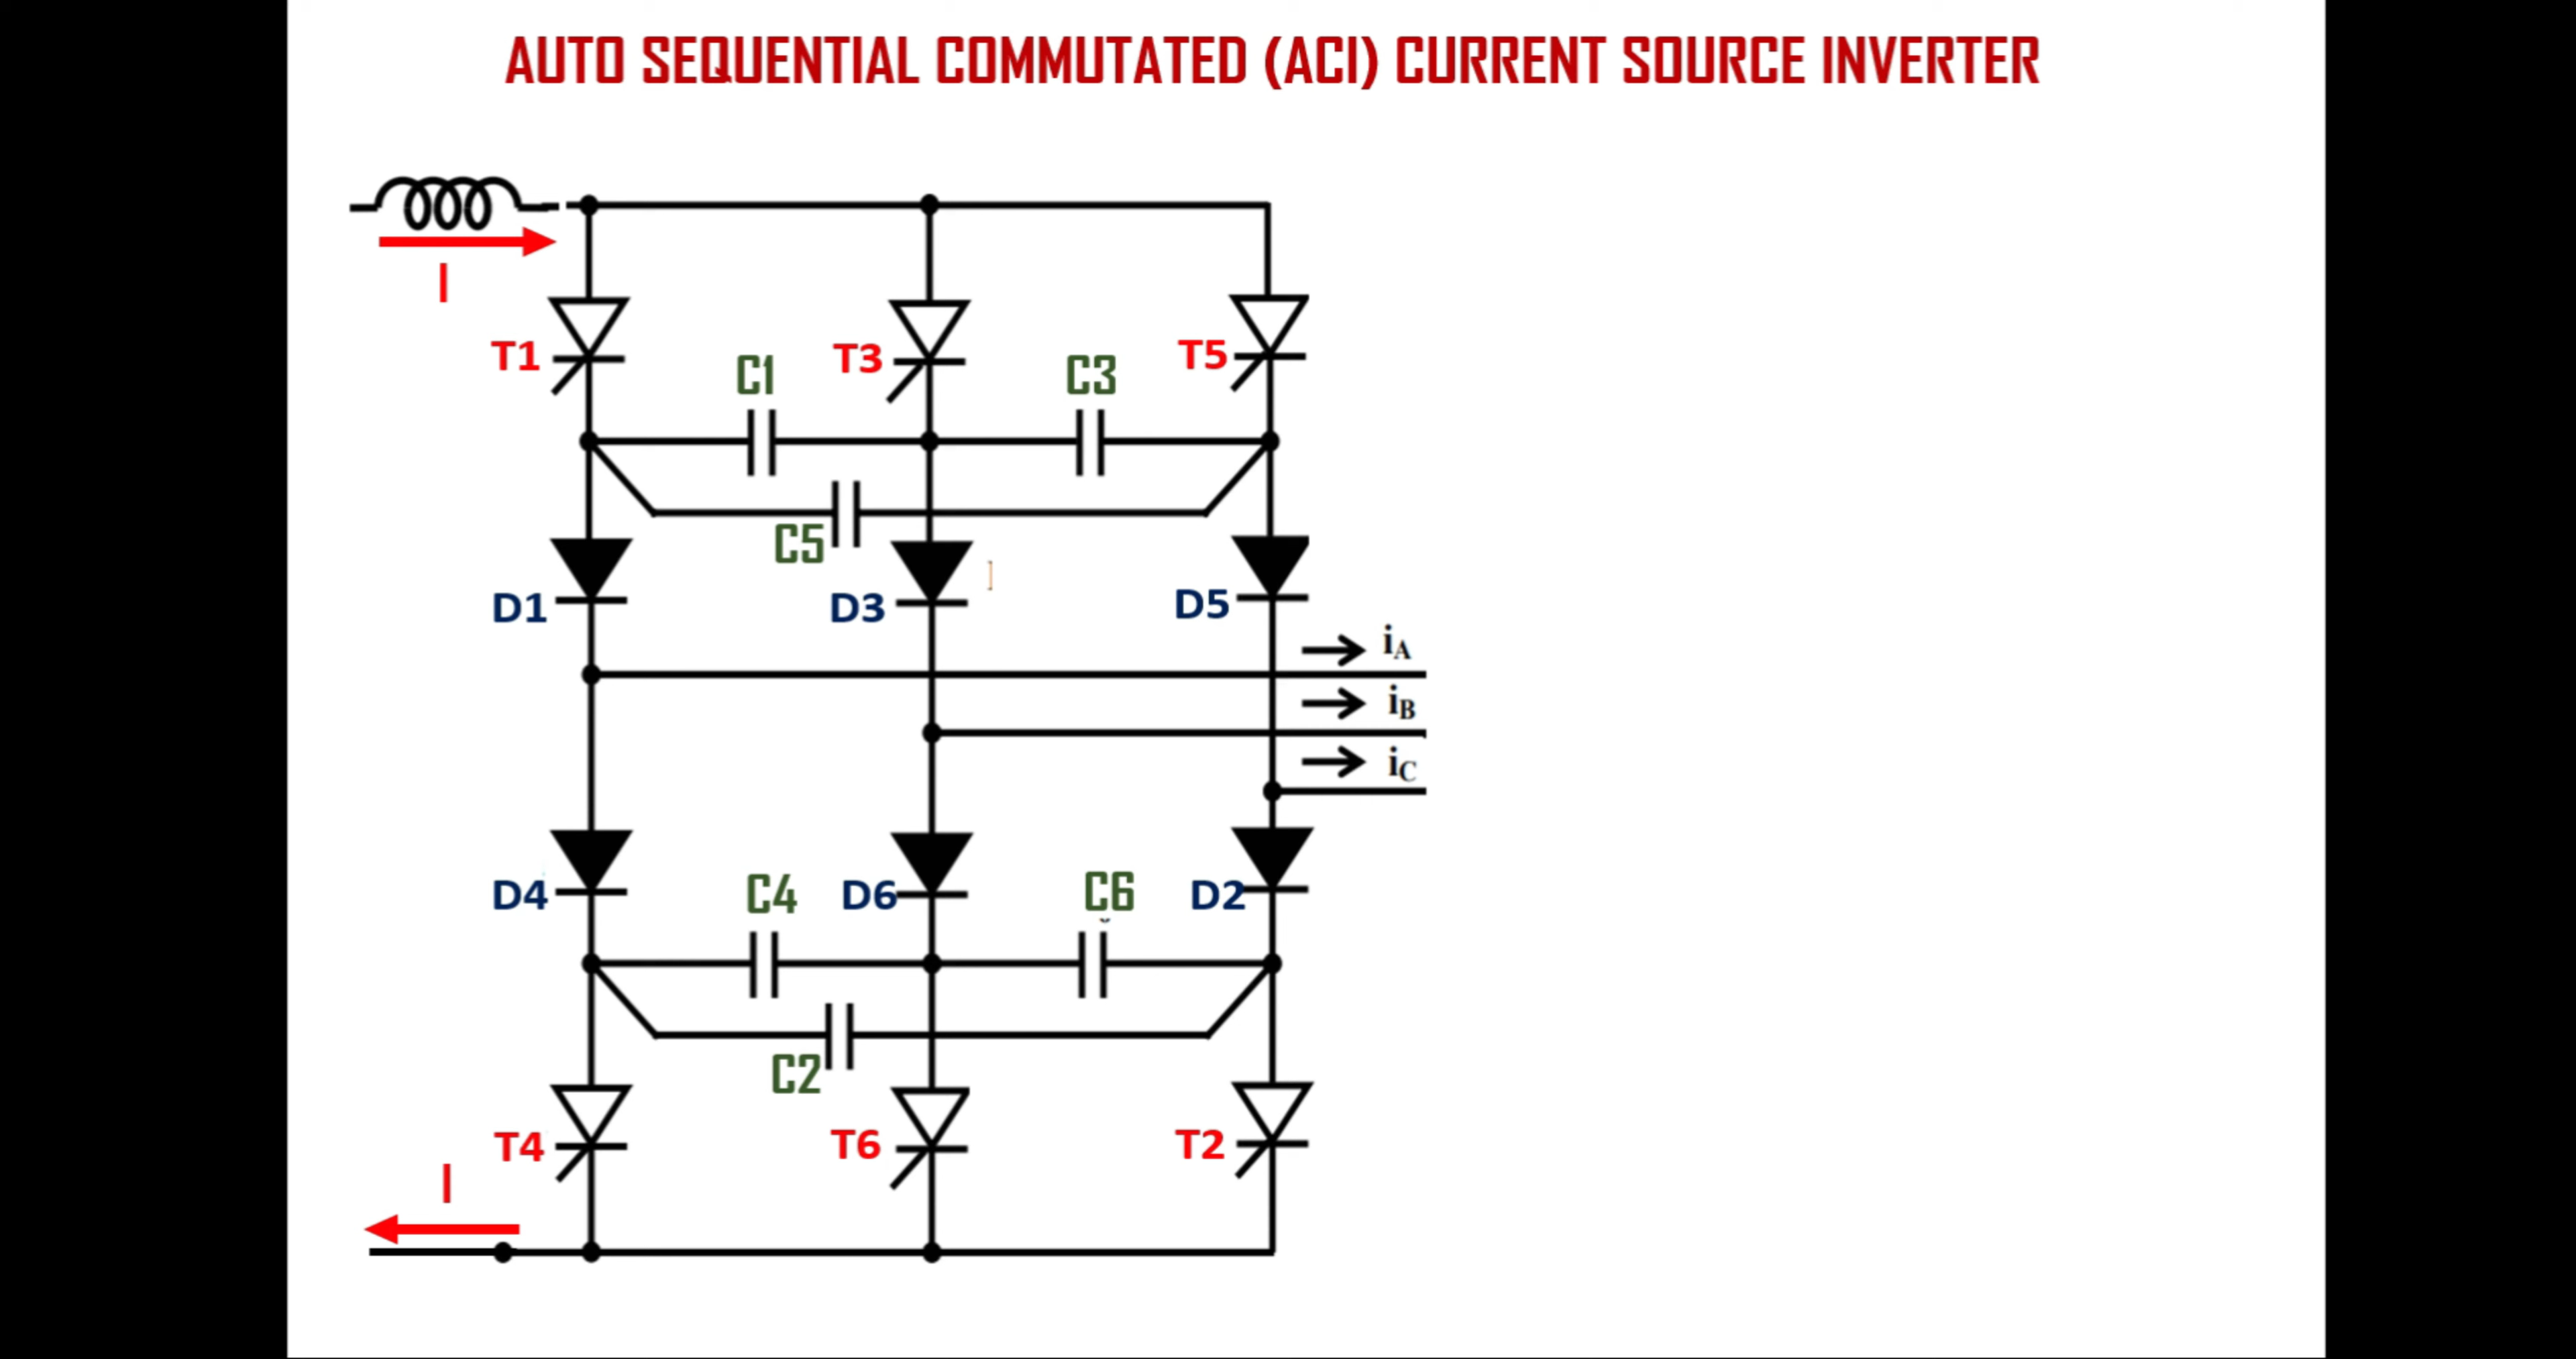 AUTO SEQUENTIAL COMMUTATED (ACI) CURRENT SOURCE INVERTER
I
T1
T3
T5
C1
C3
C5
D1
D3
D5
iA
iB
iC
D4
C4
D6
C6
D2
C2
T4
T6
T2
I